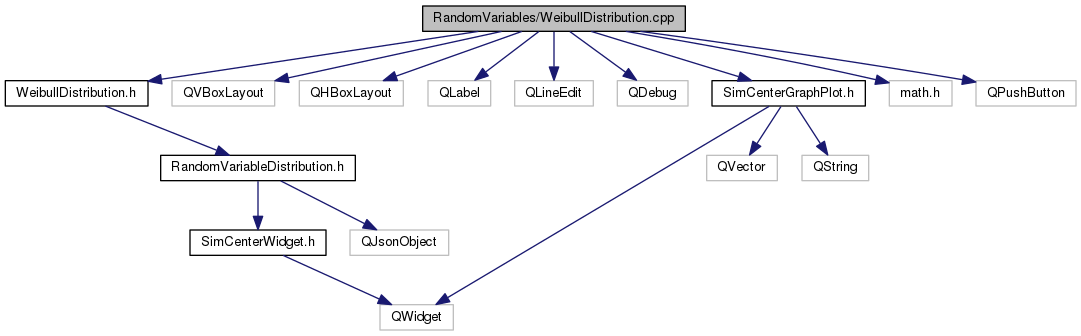 RandomVariables/WeibullDistribution.cpp
WeibullDistribution.h
QVBoxLayout
QHBoxLayout
QLabel
QLineEdit
QDebug
SimCenterGraphPlot.h
math.h
QPushButton
RandomVariableDistribution.h
QVector
QString
SimCenterWidget.h
QJsonObject
QWidget